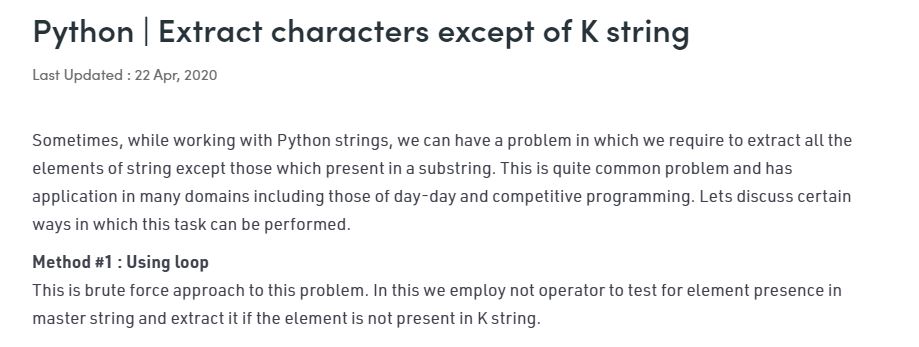 Python | Extract characters except of K string
Last Updated : 22 Apr, 2020
Sometimes, while working with Python strings, we can have a problem in which we require to extract all the
elements of string except those which present in a substring. This is quite common problem and has
application in many domains including those of day-day and competitive programming. Lets discuss certain
ways in which this task can be performed.
Method #1 : Using loop
This is brute force approach to this problem. In this we employ not operator to test for element presence in
master string and extract it if the element is not present in K string.